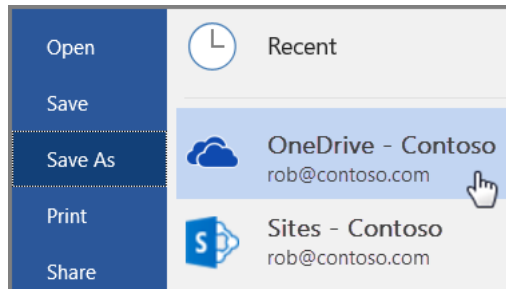 Open
Save
Save As
Print
Share
Recent
OneDrive - Contoso
rob@contoso.com
S
Sites - Contoso
rob@contoso.com